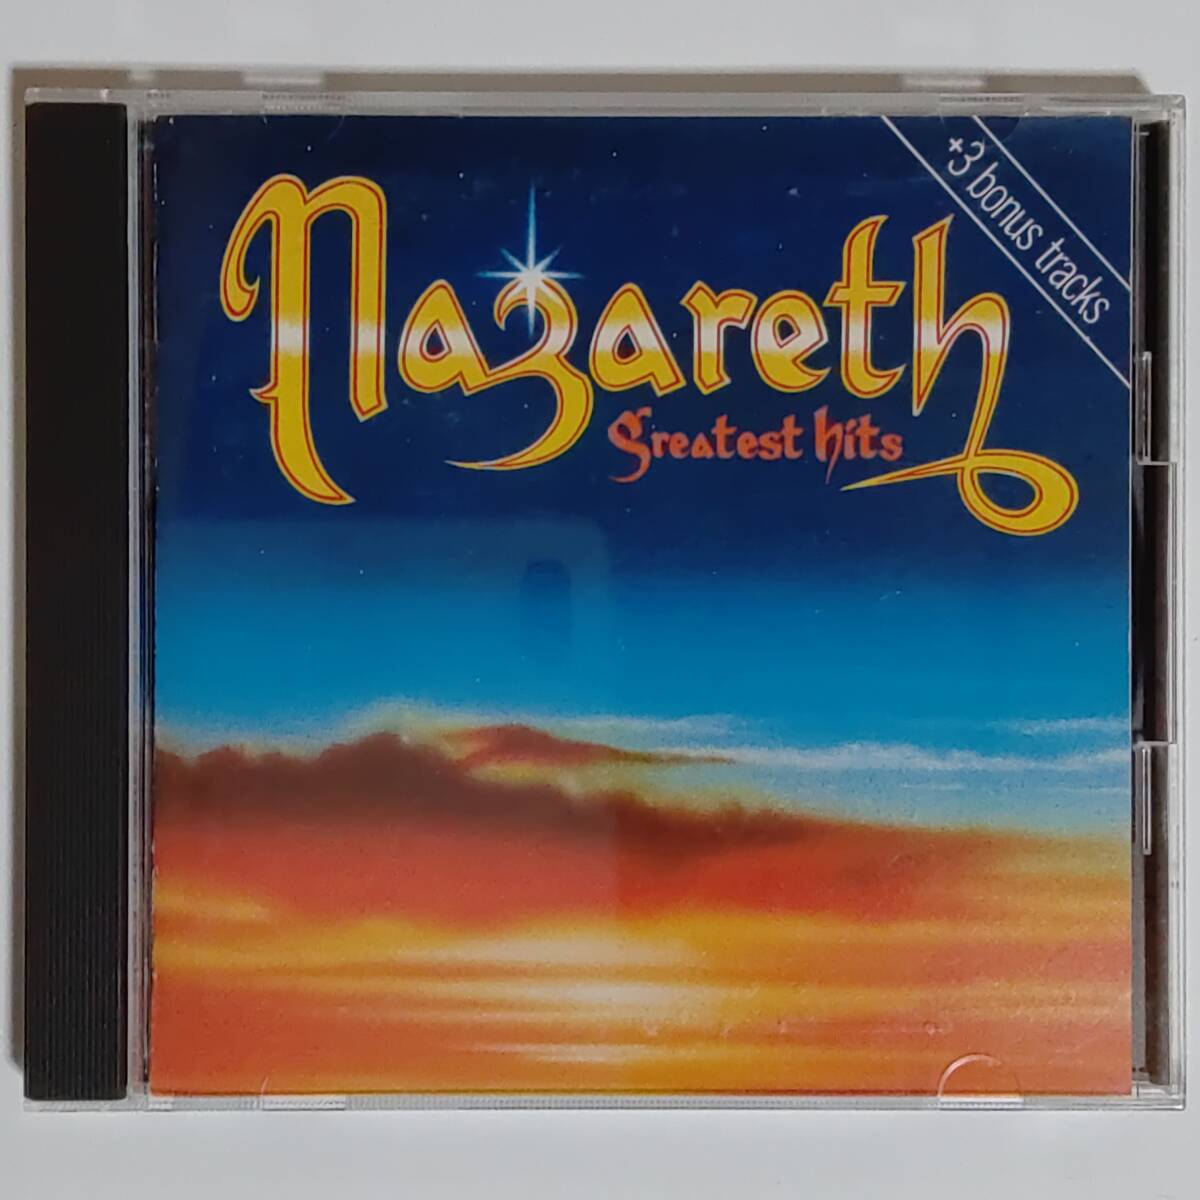 +3 bonus tracks
Nazareth
greatest hits